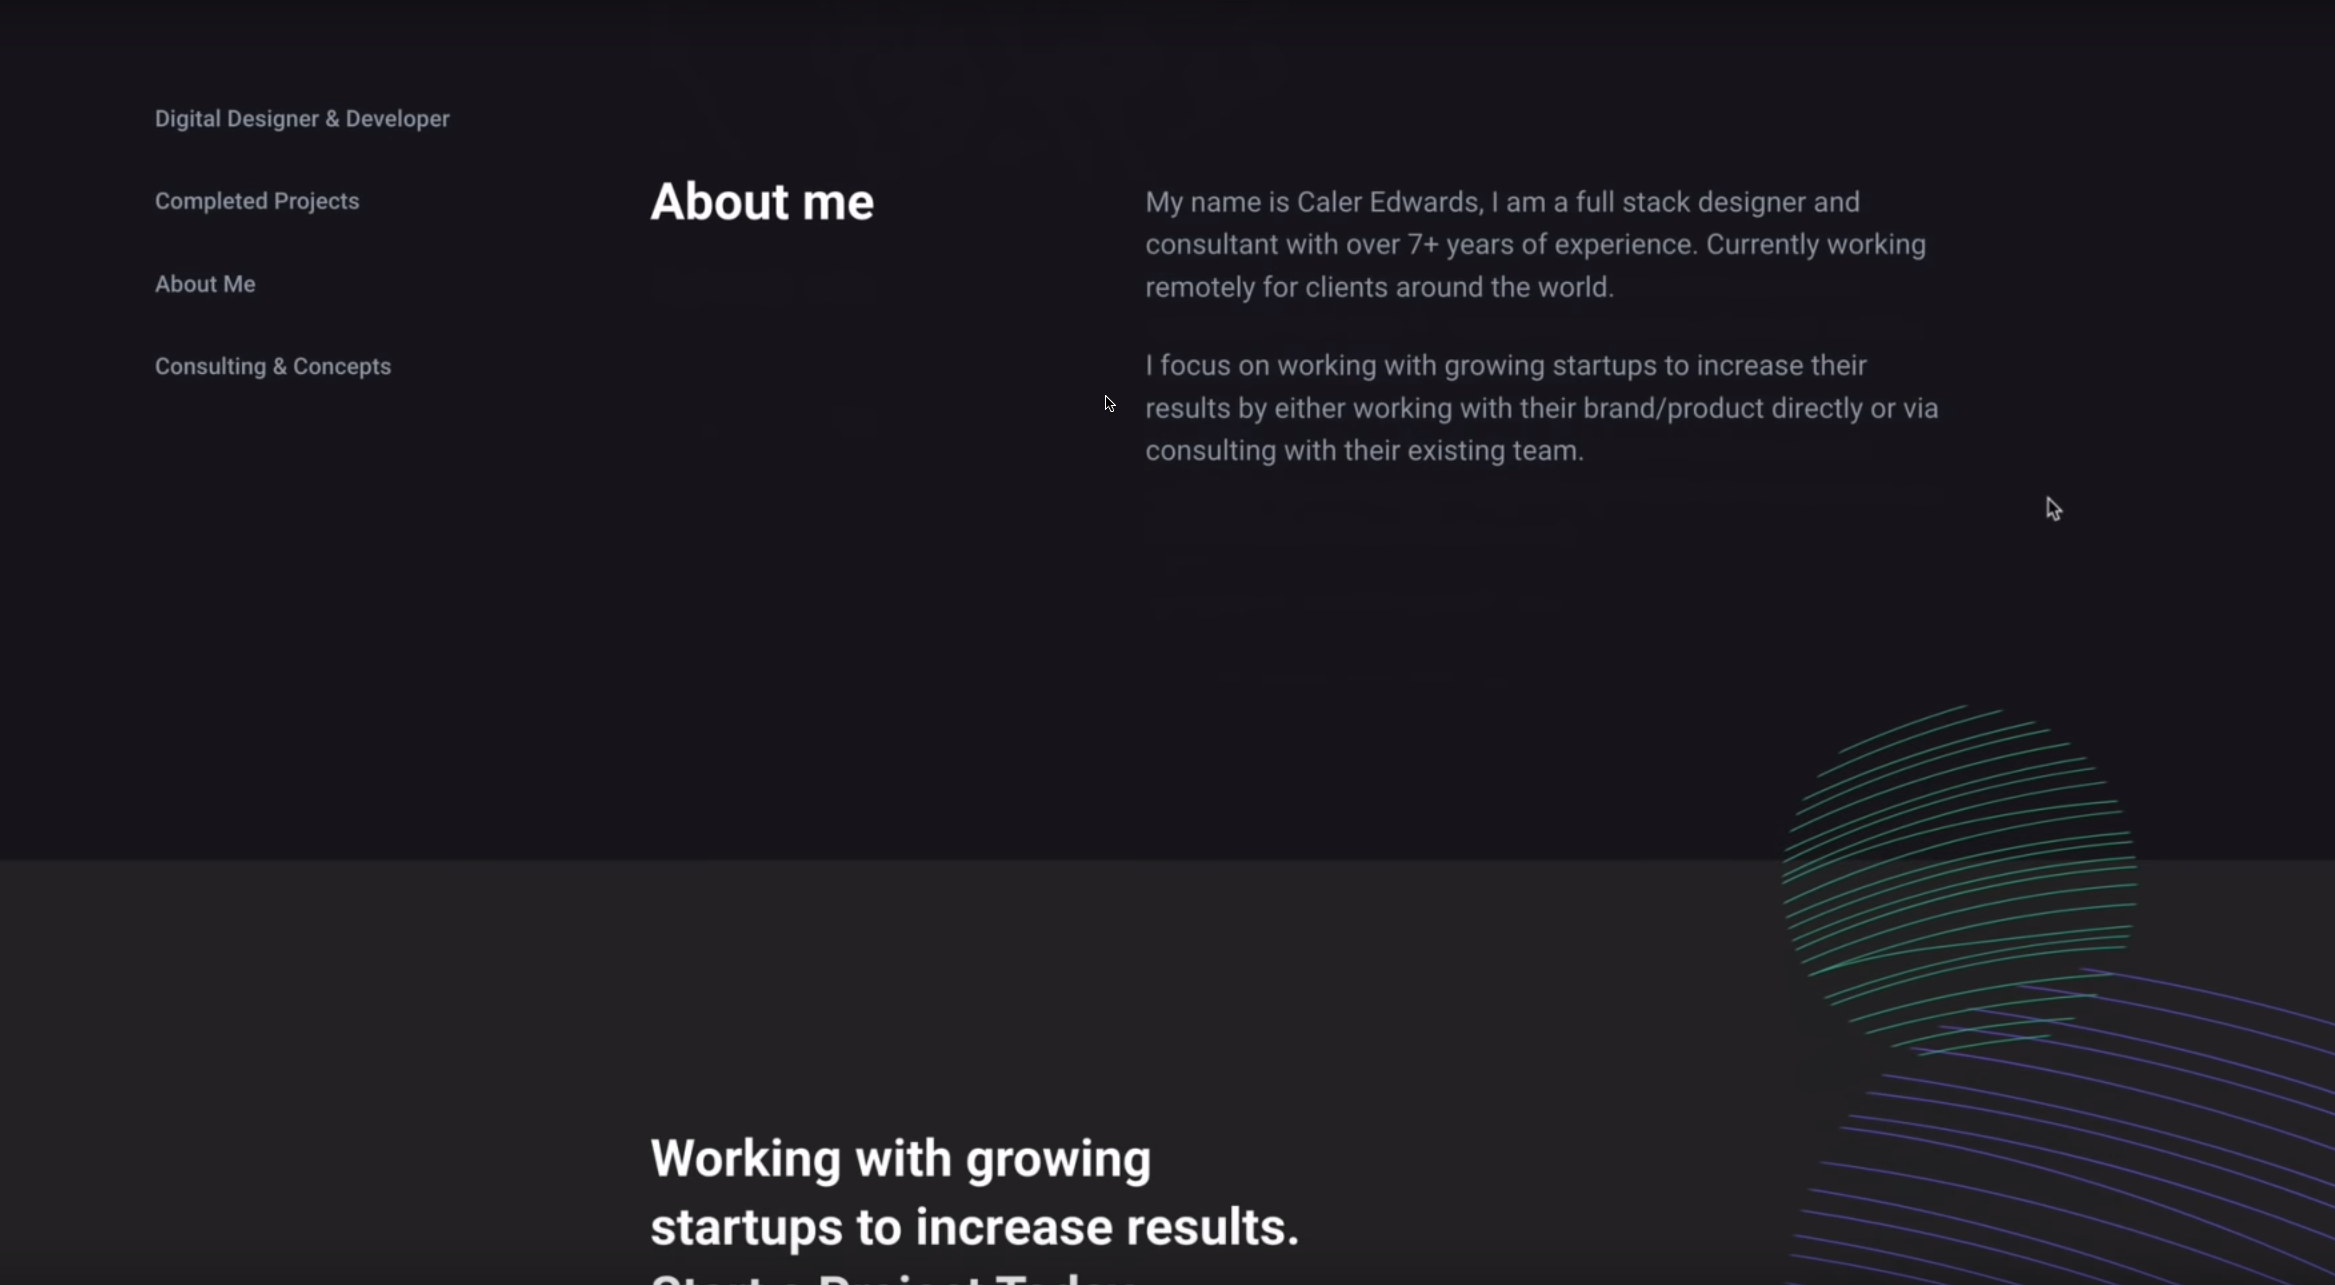 Digital Designer & Developer
Completed Projects
About Me
Consulting & Concepts
About me
My name is Caler Edwards, I am a full stack designer and
consultant with over 7+ years of experience. Currently working
remotely for clients around the world.
I focus on working with growing startups to increase their
results by either working with their brand/product directly or via
consulting with their existing team.
Working with growing
startups to increase results.
Start a Project Today